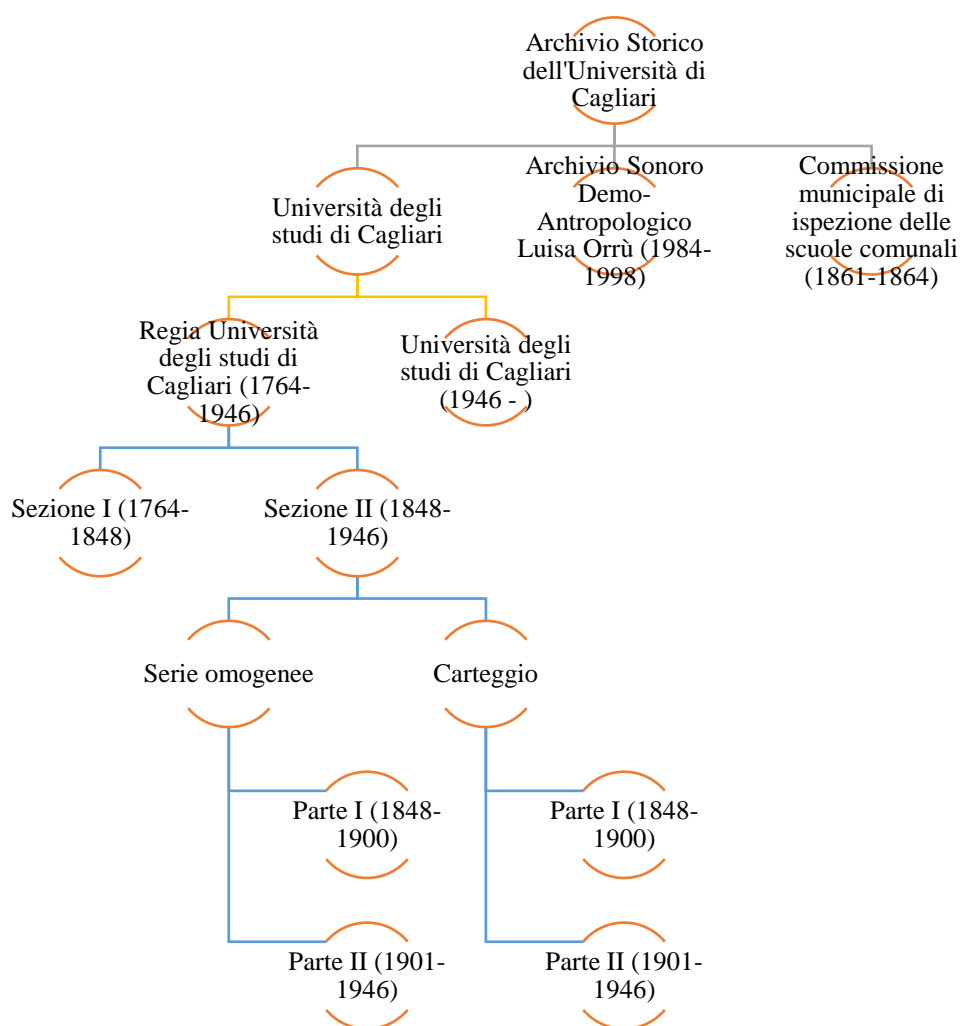 Archivio Storico
dell'Università di
Cagliari
Università degli
studi di Cagliari
Archivio Sonoro
Demo-
Antropologico
Luisa Orrù (1984-
1998)
Commissione
municipale di
ispezione delle
scuole comunali
(1861-1864)
Regia Università
degli studi di
Cagliari (1764-
1946)
Università degli
studi di Cagliari
(1946 - )
Sezione I (1764-
1848)
Sezione II (1848-
1946)
Serie omogenee
Carteggio
Parte I (1848-
1900)
Parte I (1848-
1900)
Parte II (1901-
1946)
Parte II (1901-
1946)